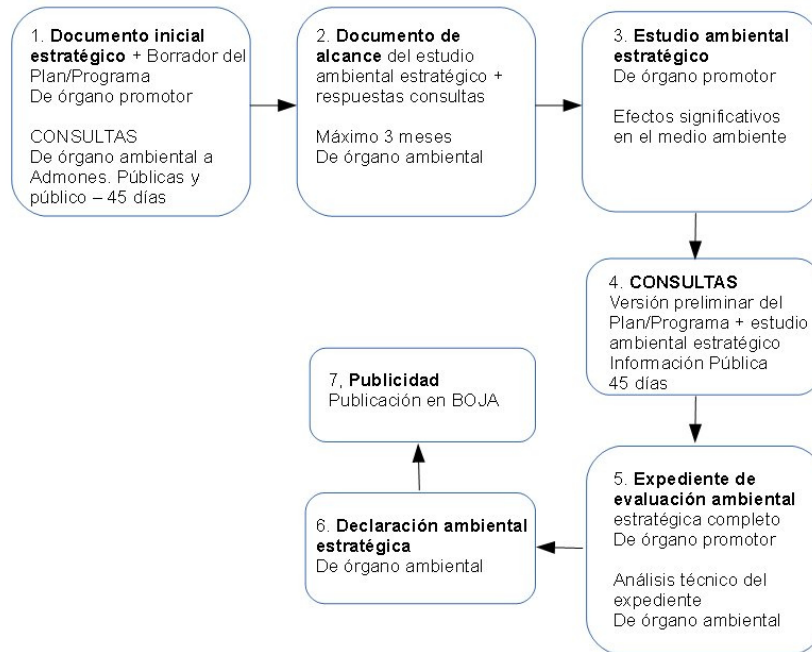 1. Documento inicial
estratégico + Borrador del
Plan/Programa
De órgano promotor
CONSULTAS
De órgano ambiental a
Admones. Públicas y
público – 45 días
2. Documento de
alcance del estudio
ambiental estratégico +
respuestas consultas
Máximo 3 meses
De órgano ambiental
3. Estudio ambiental
estratégico
De órgano promotor
Efectos significativos
en el medio ambiente
4. CONSULTAS
Versión preliminar del
Plan/Programa + estudio
ambiental estratégico
Información Pública
45 días
5. Expediente de
evaluación ambiental
estratégica completo
De órgano promotor
Análisis técnico del
expediente
De órgano ambiental
6. Declaración ambiental
estratégica
De órgano ambiental
7, Publicidad
Publicación en BOJA